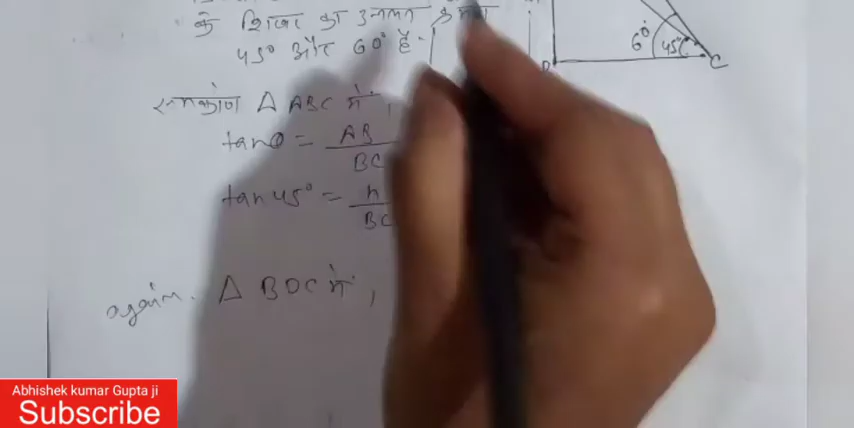 के शिखर का उन्नयन
45° और 60° है
60° 45° C
समकोण Δ ABC में,
tanθ = AB
BC
tan45° = h
BC
again. Δ BDC में,
Abhishek kumar Gupta ji
Subscribe